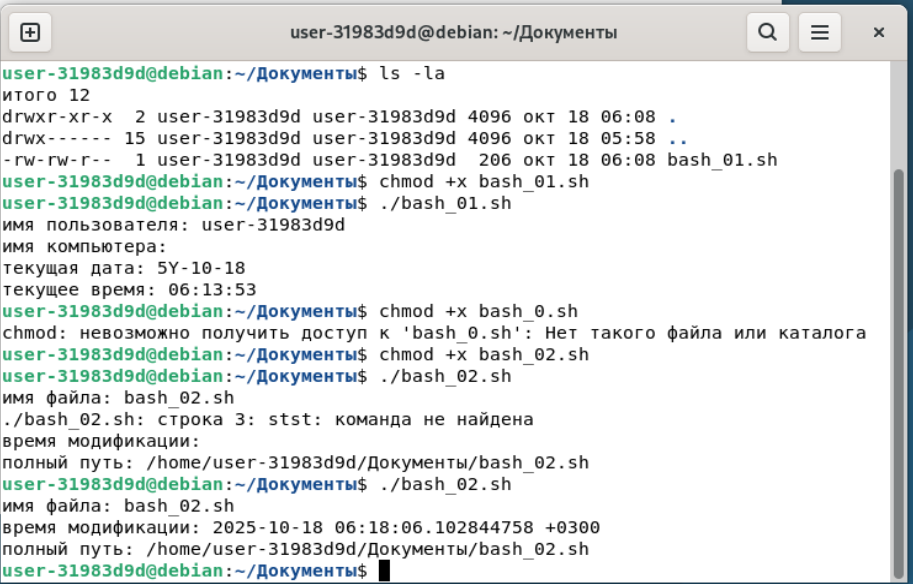 user-31983d9d@debian: ~/Документы
user-31983d9d@debian:~/Документы$ ls -la
итого 12
drwxr-xr-x  2 user-31983d9d user-31983d9d 4096 окт 18 06:08 .
drwx------ 15 user-31983d9d user-31983d9d 4096 окт 18 05:58 ..
-rw-rw-r--  1 user-31983d9d user-31983d9d  206 окт 18 06:08 bash_01.sh
user-31983d9d@debian:~/Документы$ chmod +x bash_01.sh
user-31983d9d@debian:~/Документы$ ./bash_01.sh
имя пользователя: user-31983d9d
имя компьютера:
текущая дата: 5Y-10-18
текущее время: 06:13:53
user-31983d9d@debian:~/Документы$ chmod +x bash_0.sh
chmod: невозможно получить доступ к 'bash_0.sh': Нет такого файла или каталога
user-31983d9d@debian:~/Документы$ chmod +x bash_02.sh
user-31983d9d@debian:~/Документы$ ./bash_02.sh
имя файла: bash_02.sh
./bash_02.sh: строка 3: stst: команда не найдена
время модификации:
полный путь: /home/user-31983d9d/Документы/bash_02.sh
user-31983d9d@debian:~/Документы$ ./bash_02.sh
имя файла: bash_02.sh
время модификации: 2025-10-18 06:18:06.102844758 +0300
полный путь: /home/user-31983d9d/Документы/bash_02.sh
user-31983d9d@debian:~/Документы$